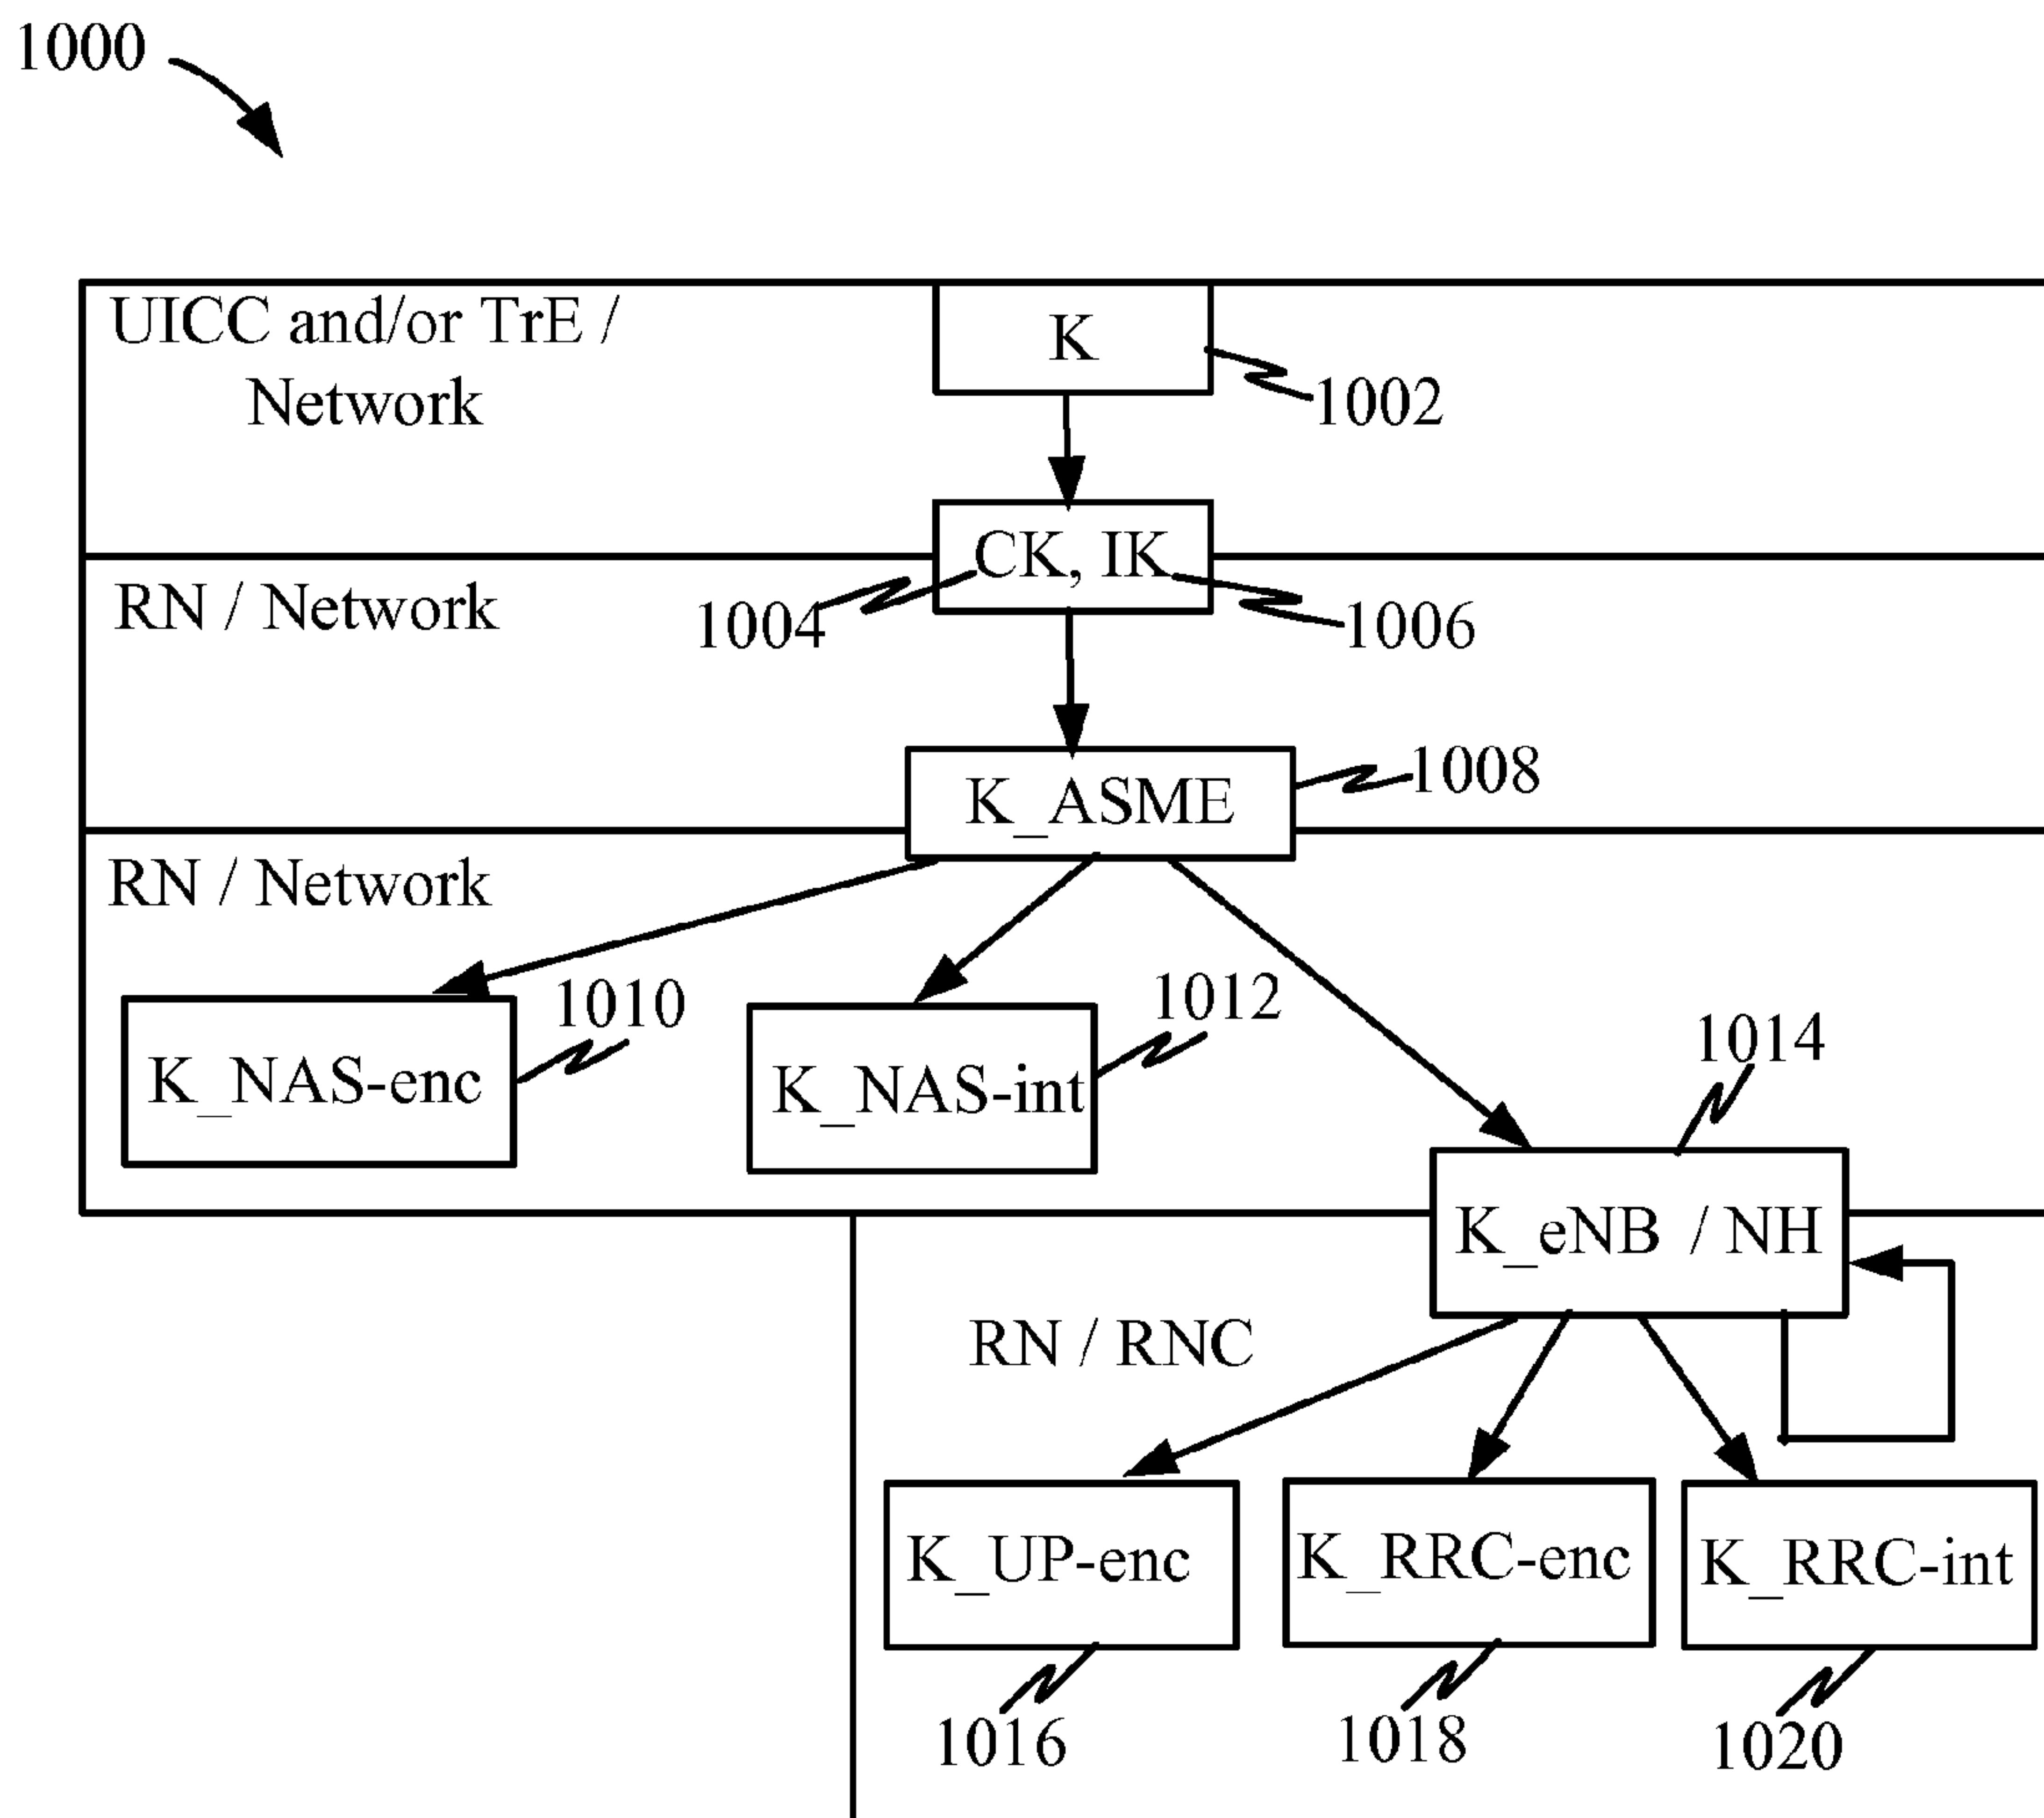 1000
UICC and/or TrE /
Network
K
1002
CK, IK
RN / Network
1004
1006
K_ASME
1008
RN / Network
1010
1012
1014
K_NAS-enc
K_NAS-int
K_eNB / NH
RN / RNC
K_UP-enc
K_RRC-enc
K_RRC-int
1016
1018
1020